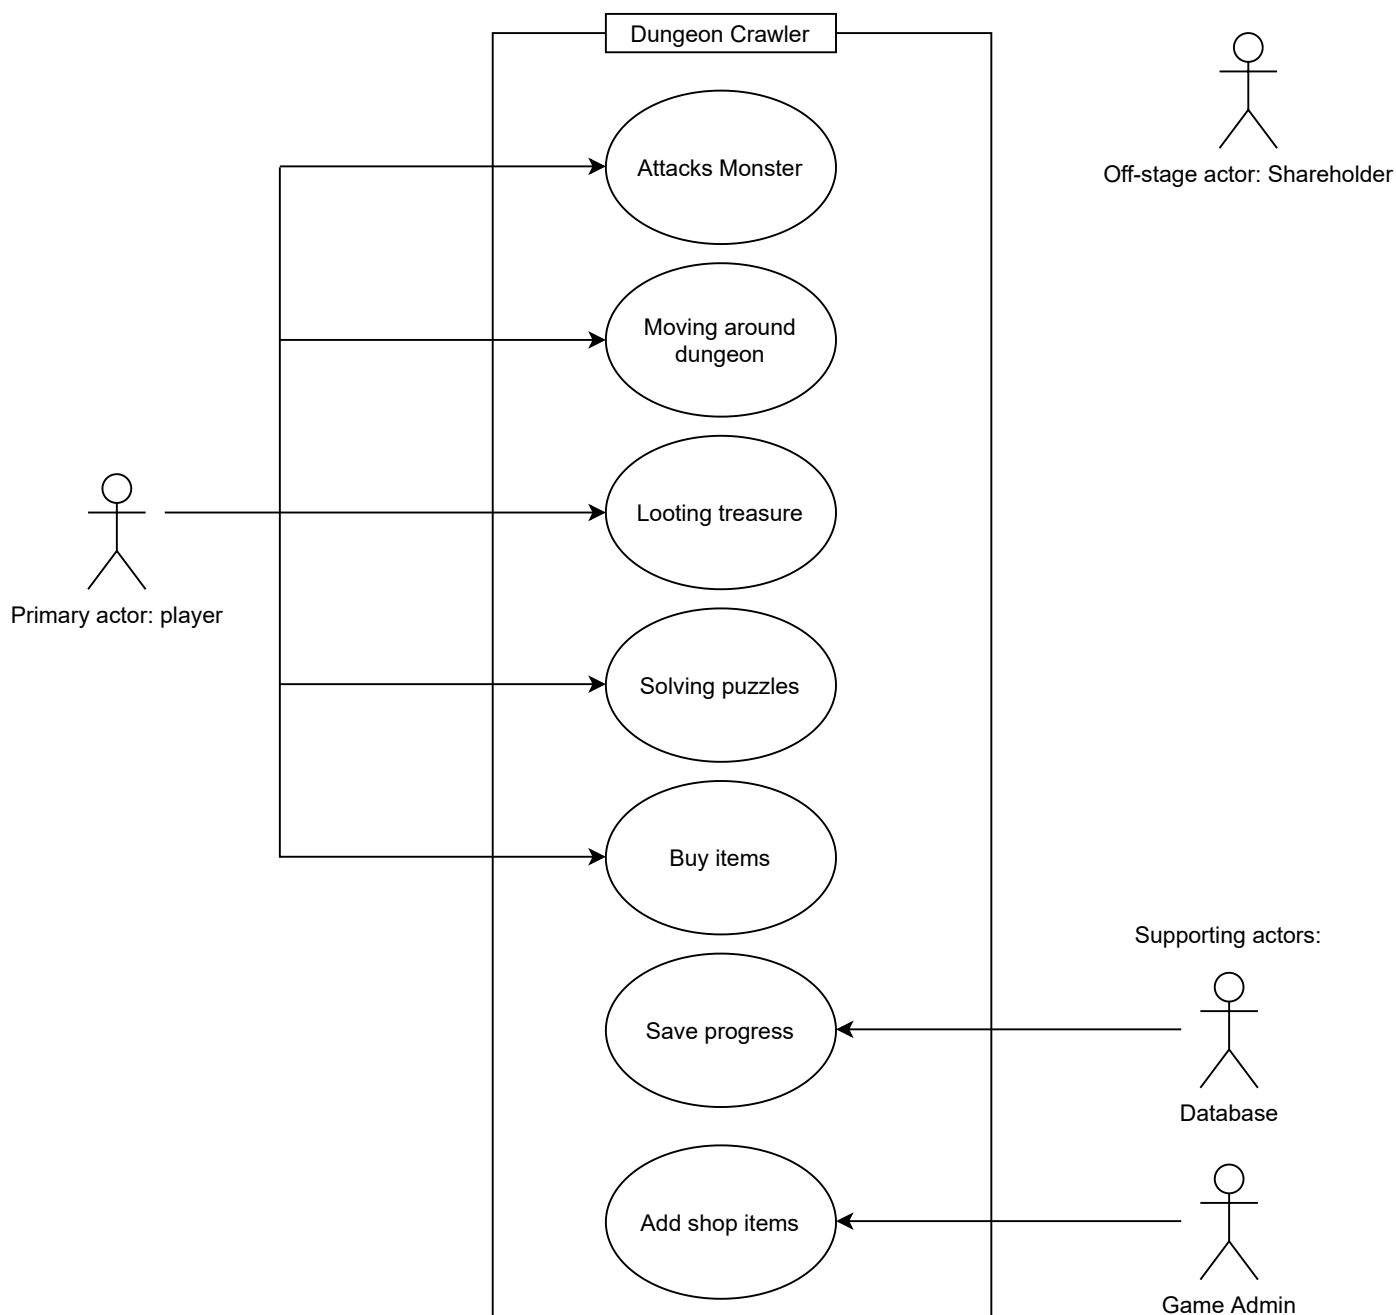 Dungeon Crawler
Attacks Monster
Off-stage actor: Shareholder
Moving around
dungeon
Looting treasure
Primary actor: player
Solving puzzles
Buy items
Supporting actors:
Save progress
Database
Add shop items
Game Admin